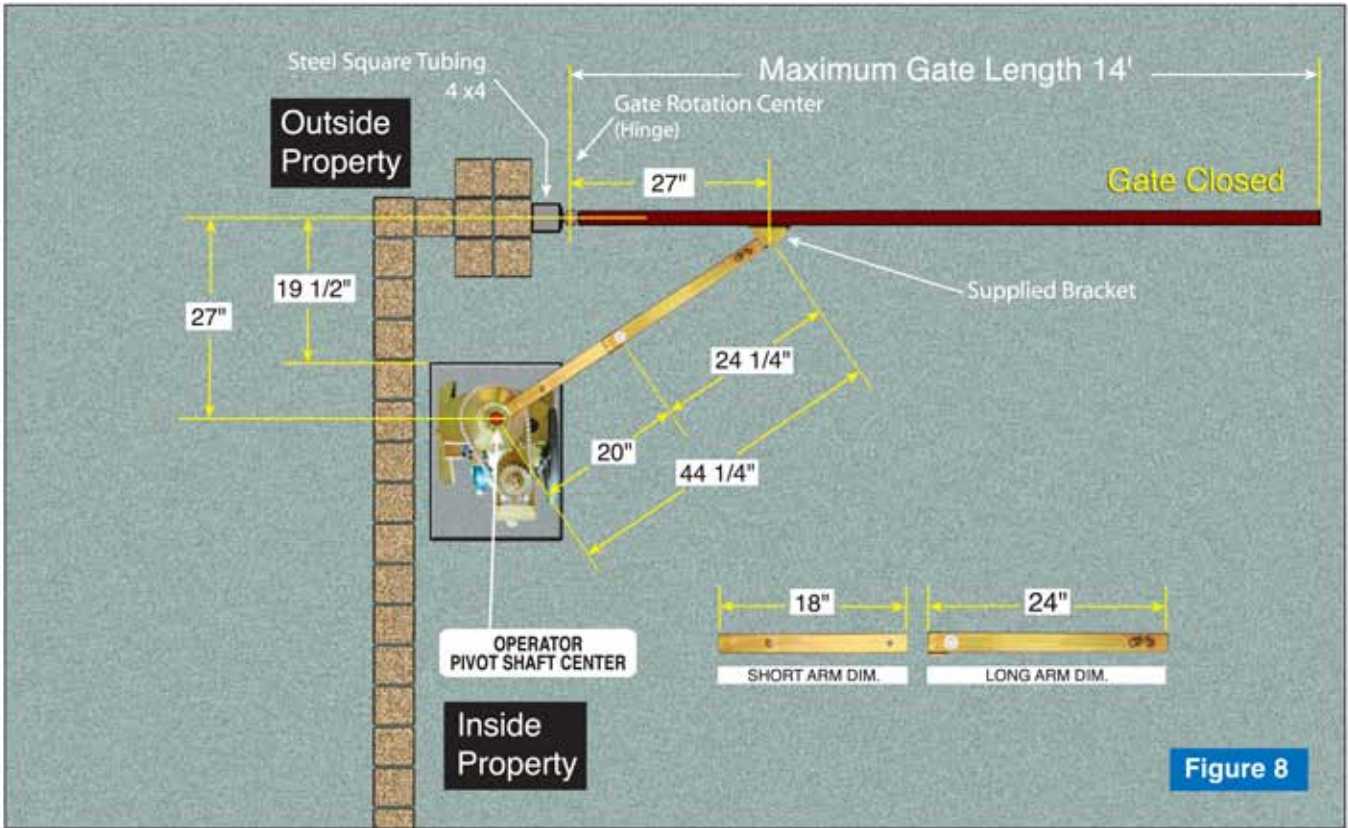 Steel Square Tubing
4 x4
Maximum Gate Length 14'
Gate Rotation Center
(Hinge)
Outside
Property
27"
Gate Closed
19 1/2"
27"
Supplied Bracket
24 1/4"
20"
44 1/4"
18"
24"
OPERATOR
PIVOT SHAFT CENTER
SHORT ARM DIM.
LONG ARM DIM.
Inside
Property
Figure 8